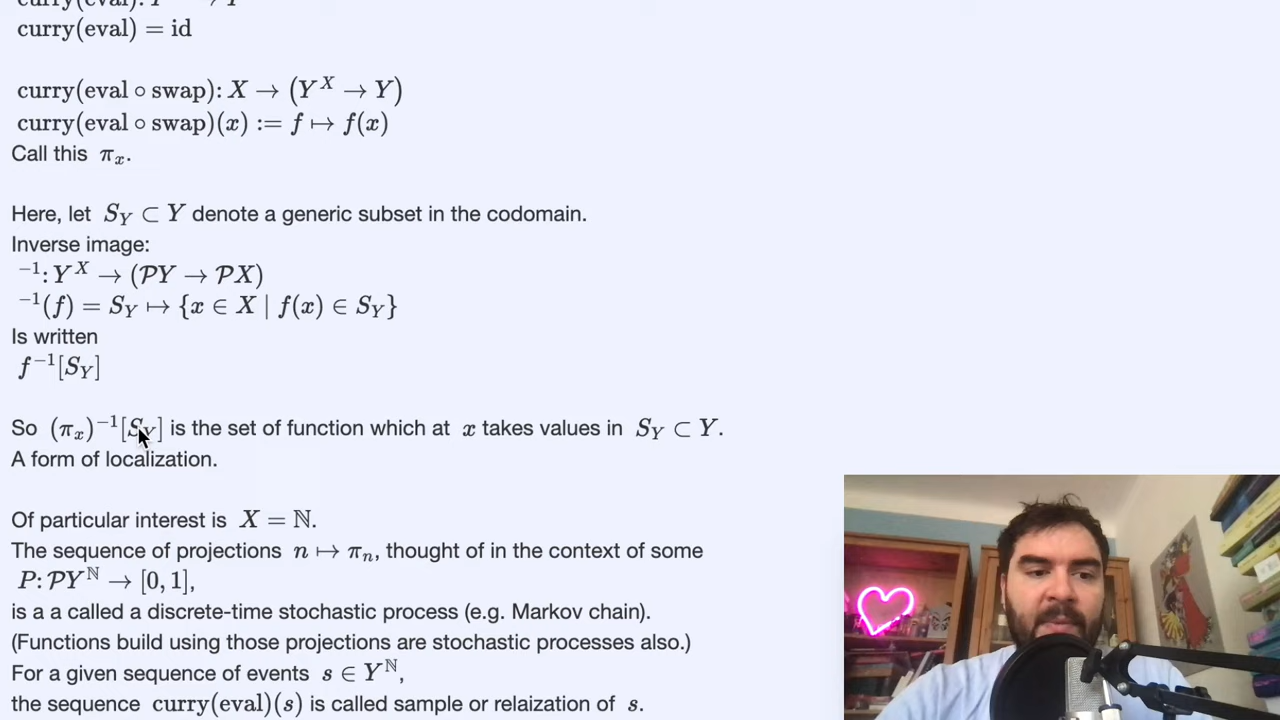 curry(eval) = id
curry(eval ∘ swap): X → (Y^X → Y)
curry(eval ∘ swap)(x) := f ↦ f(x)
Call this π_x.
Here, let S_Y ⊂ Y denote a generic subset in the codomain.
Inverse image:
^{-1}: Y^X → (𝒫Y → 𝒫X)
^{-1}(f) = S_Y ↦ {x ∈ X | f(x) ∈ S_Y}
Is written
f^{-1}[S_Y]
So (π_x)^{-1}[S_Y] is the set of function which at x takes values in S_Y ⊂ Y.
A form of localization.
Of particular interest is X = ℕ.
The sequence of projections n ↦ π_n, thought of in the context of some
P: 𝒫Y^ℕ → [0, 1],
is a a called a discrete-time stochastic process (e.g. Markov chain).
(Functions build using those projections are stochastic processes also.)
For a given sequence of events s ∈ Y^ℕ,
the sequence curry(eval)(s) is called sample or relaization of s.